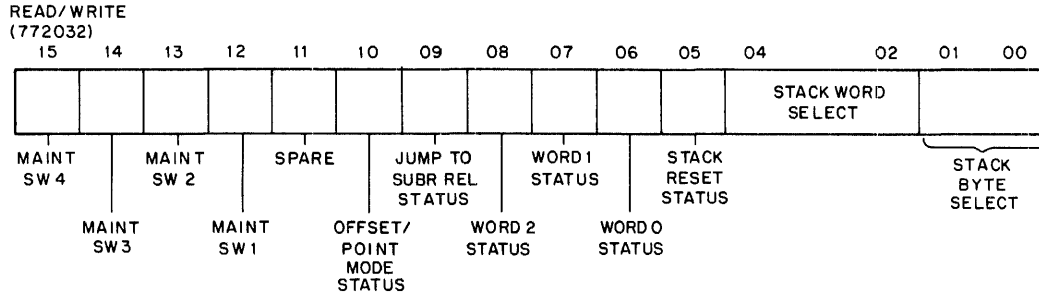 READ/WRITE
(772032)
15 14 13 12 11 10 09 08 07 06 05 04 02 01 00
STACK WORD
SELECT
MAINT
SW 4
MAINT
SW3
MAINT
SW 2
MAINT
SW 1
SPARE
OFFSET/
POINT
MODE
STATUS
JUMP TO
SUBR REL
STATUS
WORD 2
STATUS
WORD 1
STATUS
WORD 0
STATUS
STACK
RESET
STATUS
STACK
BYTE
SELECT